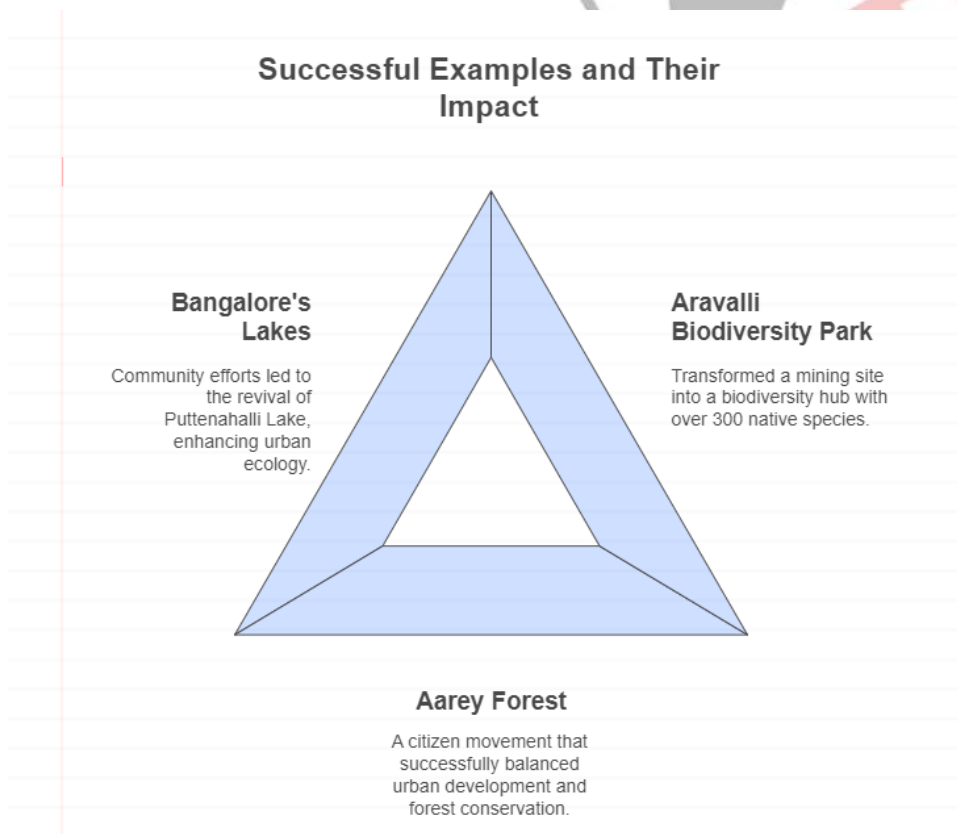 Successful Examples and Their
Impact
Bangalore's
Lakes
Community efforts led to
the revival of
Puttenahalli Lake,
enhancing urban
ecology.
Aravalli
Biodiversity Park
Transformed a mining site
into a biodiversity hub with
over 300 native species.
Aarey Forest
A citizen movement that
successfully balanced
urban development and
forest conservation.